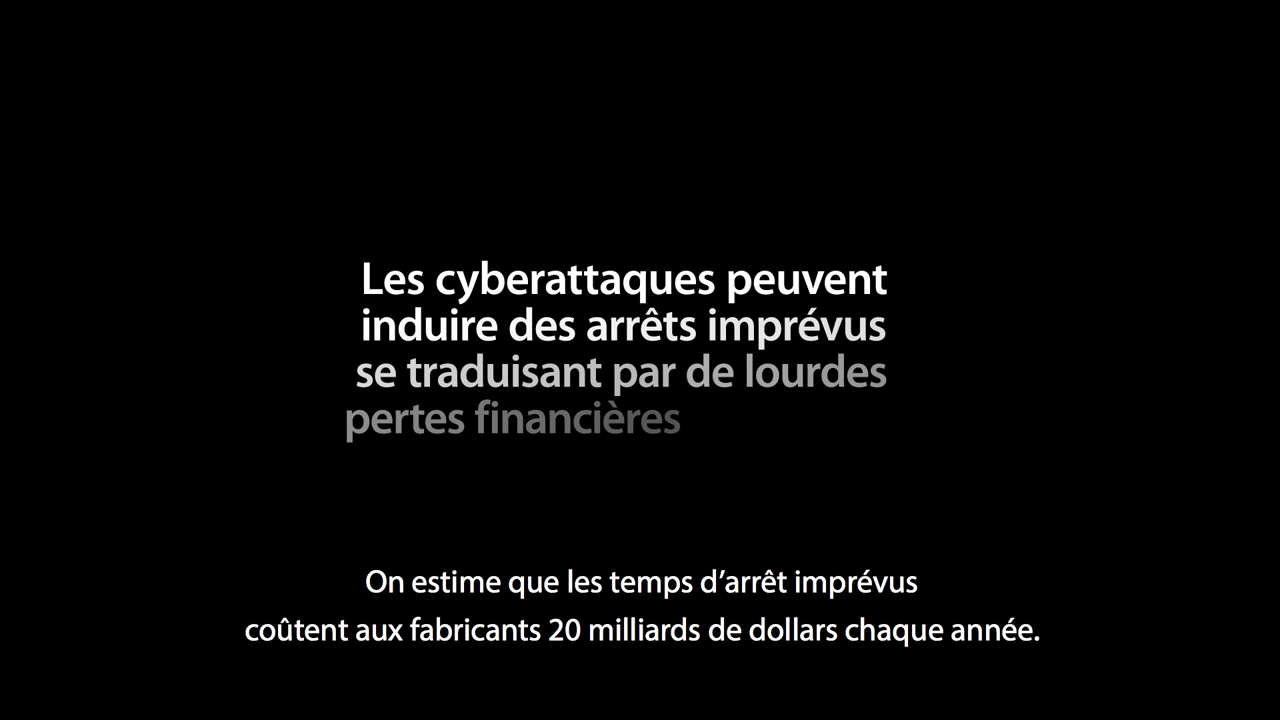 Les cyberattaques peuvent
induire des arrêts imprévus
se traduisant par de lourdes
pertes financières
On estime que les temps d’arrêt imprévus
coûtent aux fabricants 20 milliards de dollars chaque année.